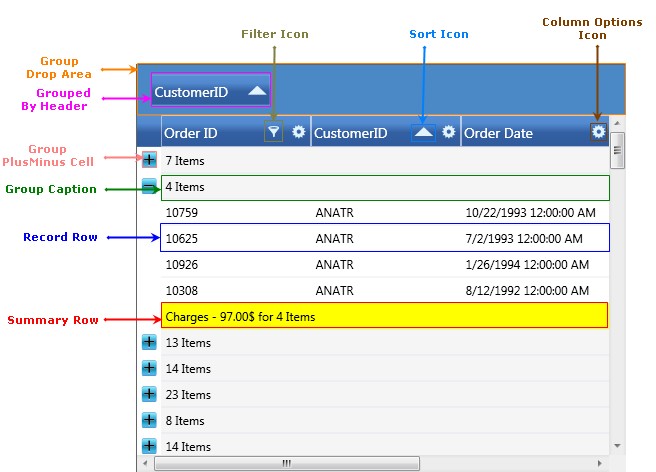 Filter Icon
Sort Icon
Column Options
Icon
Group
Drop Area
Grouped
By Header
CustomerID
Order ID
CustomerID
Order Date
Group
PlusMinus Cell
7 Items
Group Caption
4 Items
10759 ANATR 10/22/1993 12:00:00 AM
Record Row
10625 ANATR 7/2/1993 12:00:00 AM
10926 ANATR 1/26/1994 12:00:00 AM
10308 ANATR 8/12/1992 12:00:00 AM
Summary Row
Charges - 97.00$ for 4 Items
13 Items
14 Items
23 Items
8 Items
14 Items